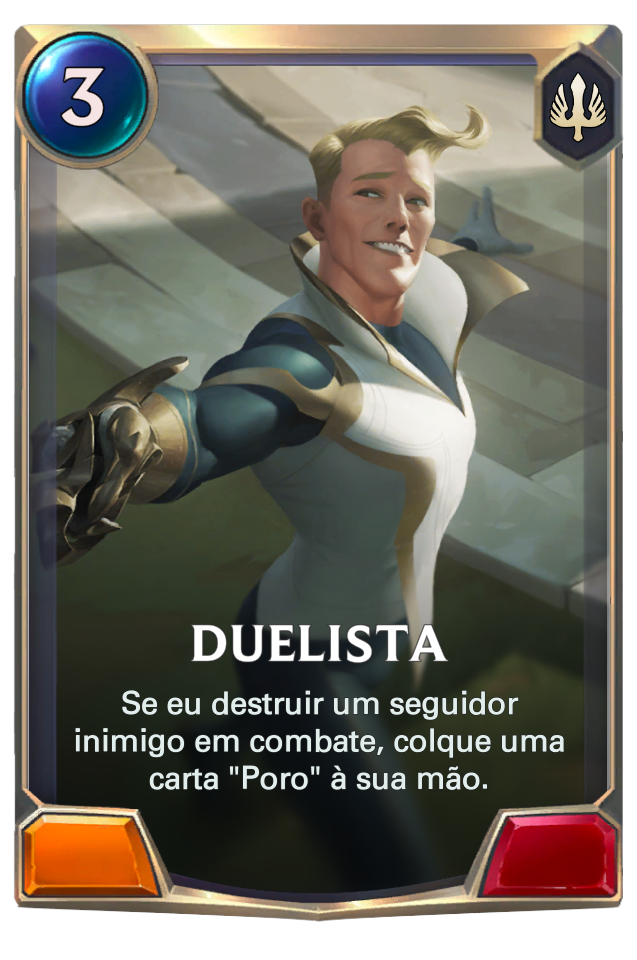 3
DUELISTA
Se eu destruir um seguidor
inimigo em combate, colque uma
carta "Poro" à sua mão.